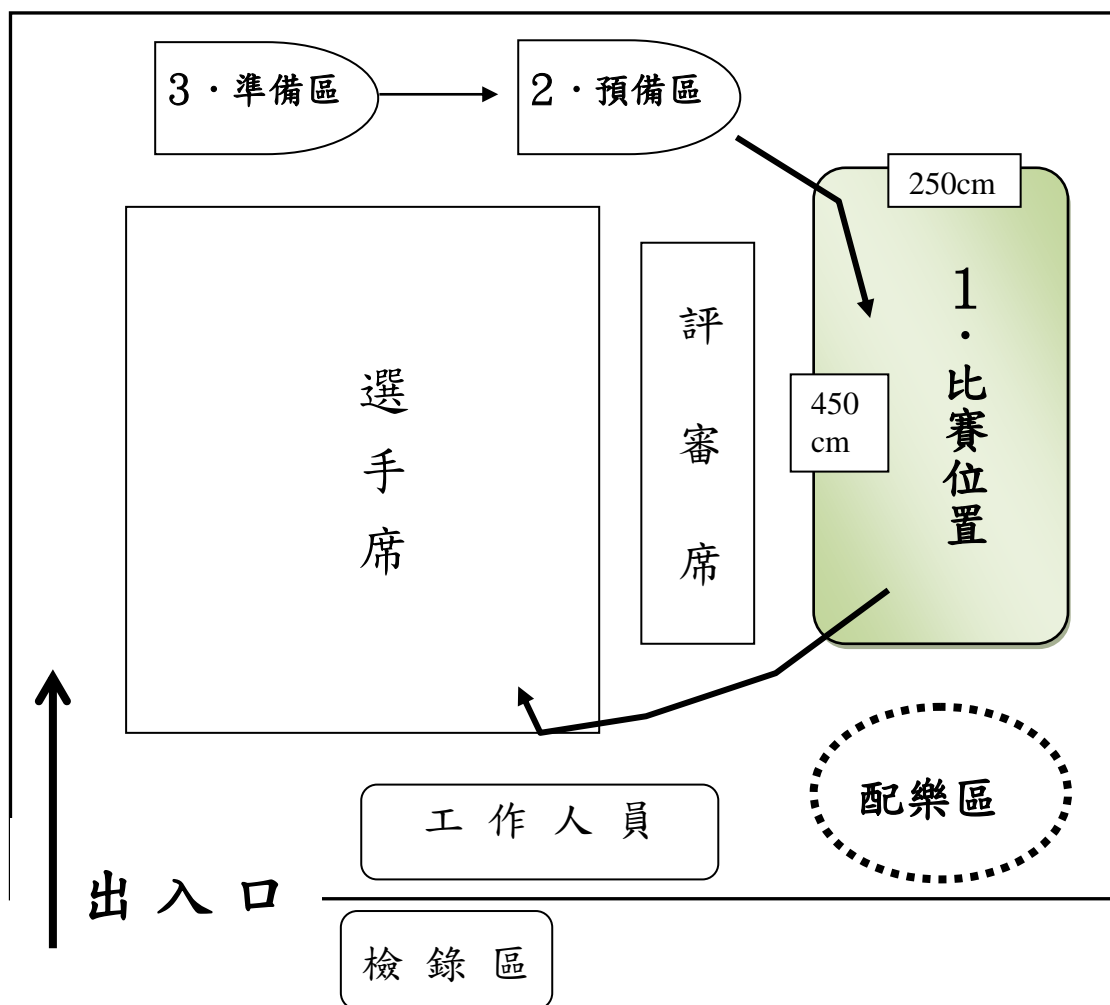 ３．準備區
２．預備區
250cm
１．比賽位置
450
cm
評審席
選手席
配樂區
工作人員
出入口
檢錄區